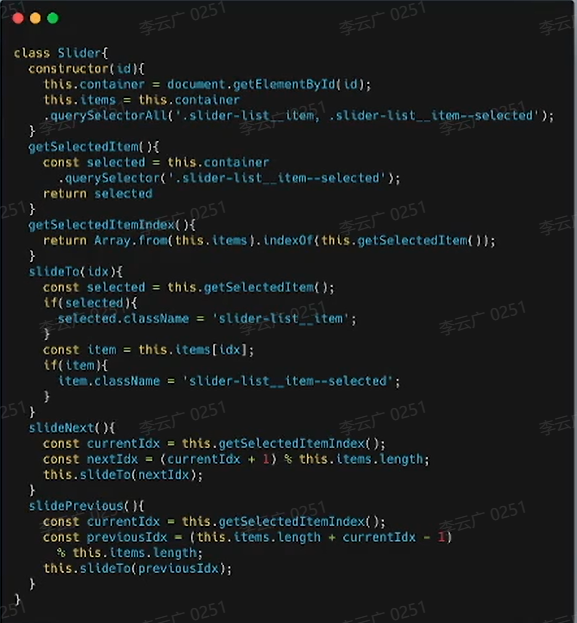 class Slider{
  constructor(id){
    this.container = document.getElementById(id);
    this.items = this.container
    .querySelectorAll('.slider-list__item, .slider-list__item--selected');
  }
  getSelectedItem(){
    const selected = this.container
      .querySelector('.slider-list__item--selected');
    return selected
  }
  getSelectedItemIndex(){
    return Array.from(this.items).indexOf(this.getSelectedItem());
  }
  slideTo(idx){
    const selected = this.getSelectedItem();
    if(selected){
      selected.className = 'slider-list__item';
    }
    const item = this.items[idx];
    if(item){
      item.className = 'slider-list__item--selected';
    }
  }
  slideNext(){
    const currentIdx = this.getSelectedItemIndex();
    const nextIdx = (currentIdx + 1) % this.items.length;
    this.slideTo(nextIdx);
  }
  slidePrevious(){
    const currentIdx = this.getSelectedItemIndex();
    const previousIdx = (this.items.length + currentIdx - 1)
      % this.items.length;
    this.slideTo(previousIdx);
  }
}
李云广 0251